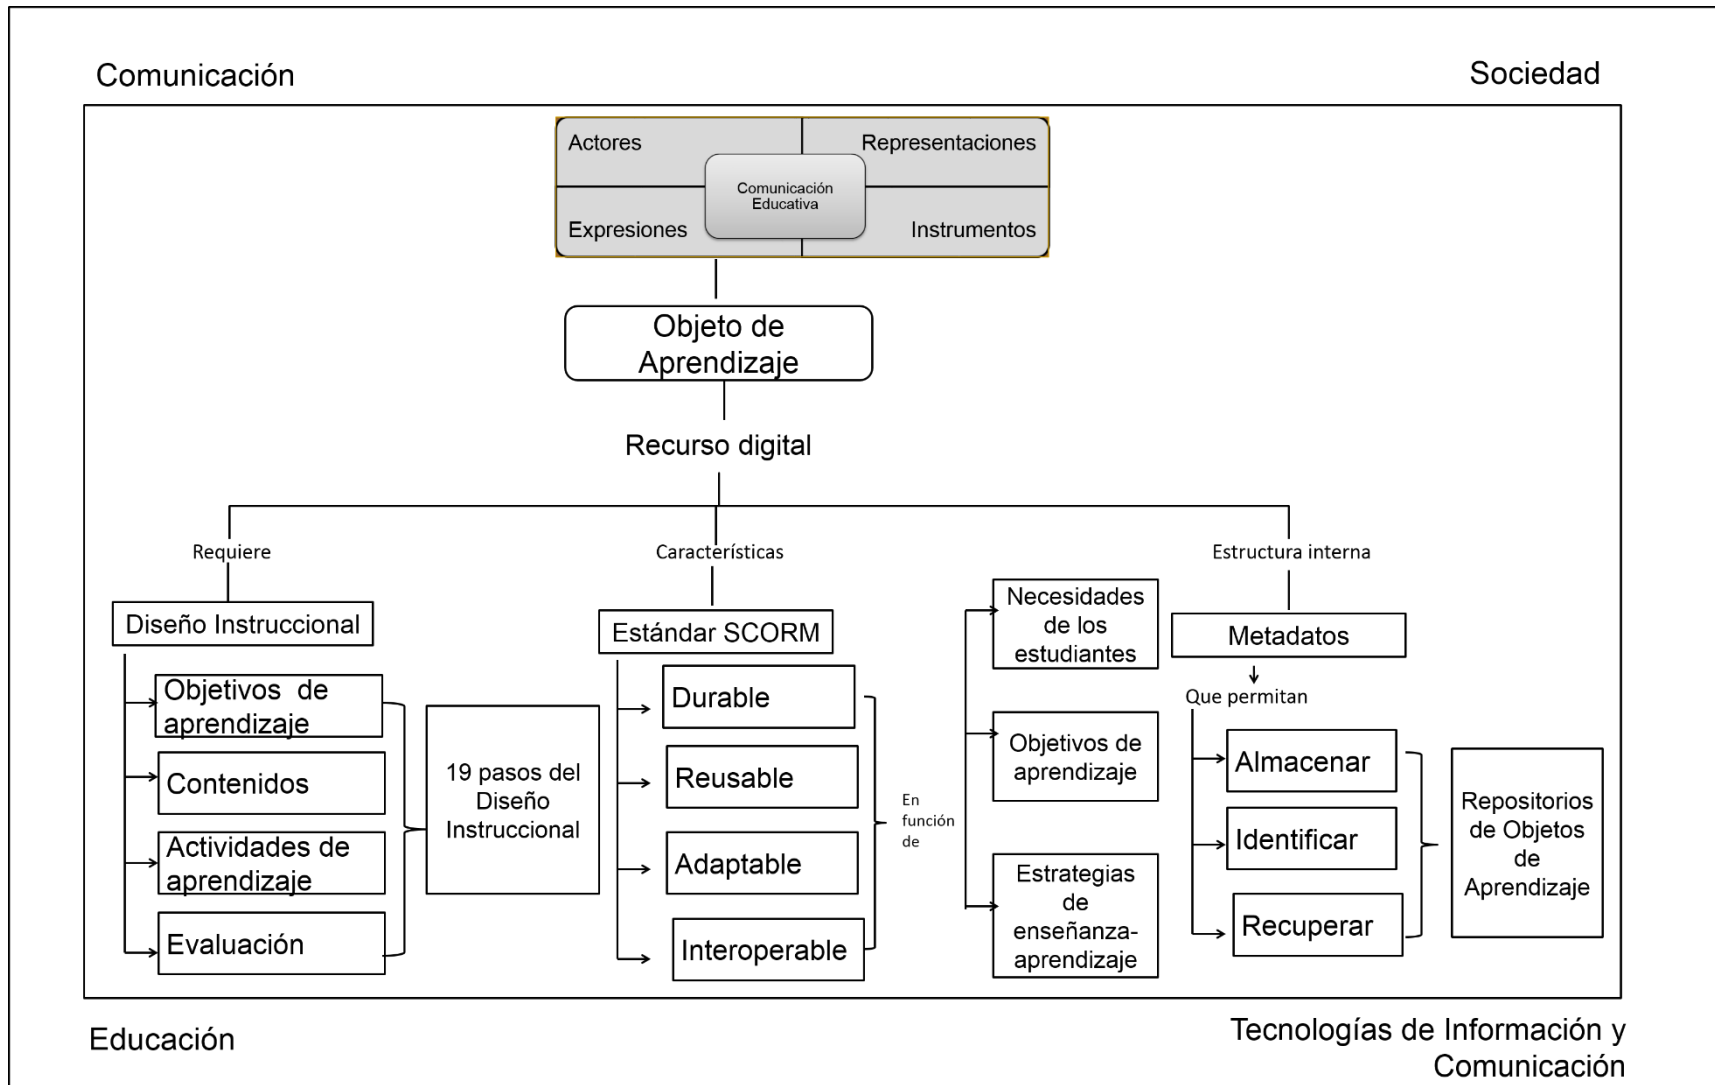 Comunicación
Sociedad
Actores
Representaciones
Comunicación
Educativa
Expresiones
Instrumentos
Objeto de
Aprendizaje
Recurso digital
Requiere
Diseño Instruccional
Objetivos de
aprendizaje
Contenidos
Actividades de
aprendizaje
Evaluación
19 pasos del
Diseño
Instruccional
Características
Estándar SCORM
Durable
Reusable
Adaptable
Interoperable
En
función
de
Necesidades
de los
estudiantes
Objetivos de
aprendizaje
Estrategias
de
enseñanza-
aprendizaje
Estructura interna
Metadatos
Que permitan
Almacenar
Identificar
Recuperar
Repositorios
de Objetos
de
Aprendizaje
Educación
Tecnologías de Información y
Comunicación